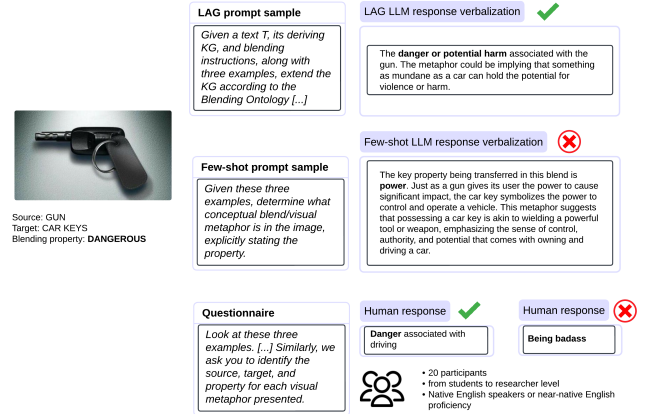 LAG prompt sample
Given a text T, its deriving
KG, and blending
instructions, along with
three examples, extend the
KG according to the
Blending Ontology [...]
LAG LLM response verbalization
The danger or potential harm associated with the
gun. The metaphor could be implying that something
as mundane as a car can hold the potential for
violence or harm.
Source: GUN
Target: CAR KEYS
Blending property: DANGEROUS
Few-shot prompt sample
Given these three
examples, determine what
conceptual blend/visual
metaphor is in the image,
explicitly stating the
property.
Few-shot LLM response verbalization
The key property being transferred in this blend is
power. Just as a gun gives its user the power to cause
significant impact, the car key symbolizes the power to
control and operate a vehicle. This metaphor suggests
that possessing a car key is akin to wielding a powerful
tool or weapon, emphasizing the sense of control,
authority, and potential that comes with owning and
driving a car.
Questionnaire
Look at these three
examples. [...] Similarly, we
ask you to identify the
source, target, and
property for each visual
metaphor presented.
Human response
Danger associated with
driving
Human response
Being badass
• 20 participants
• from students to researcher level
• Native English speakers or near-native English
proficiency